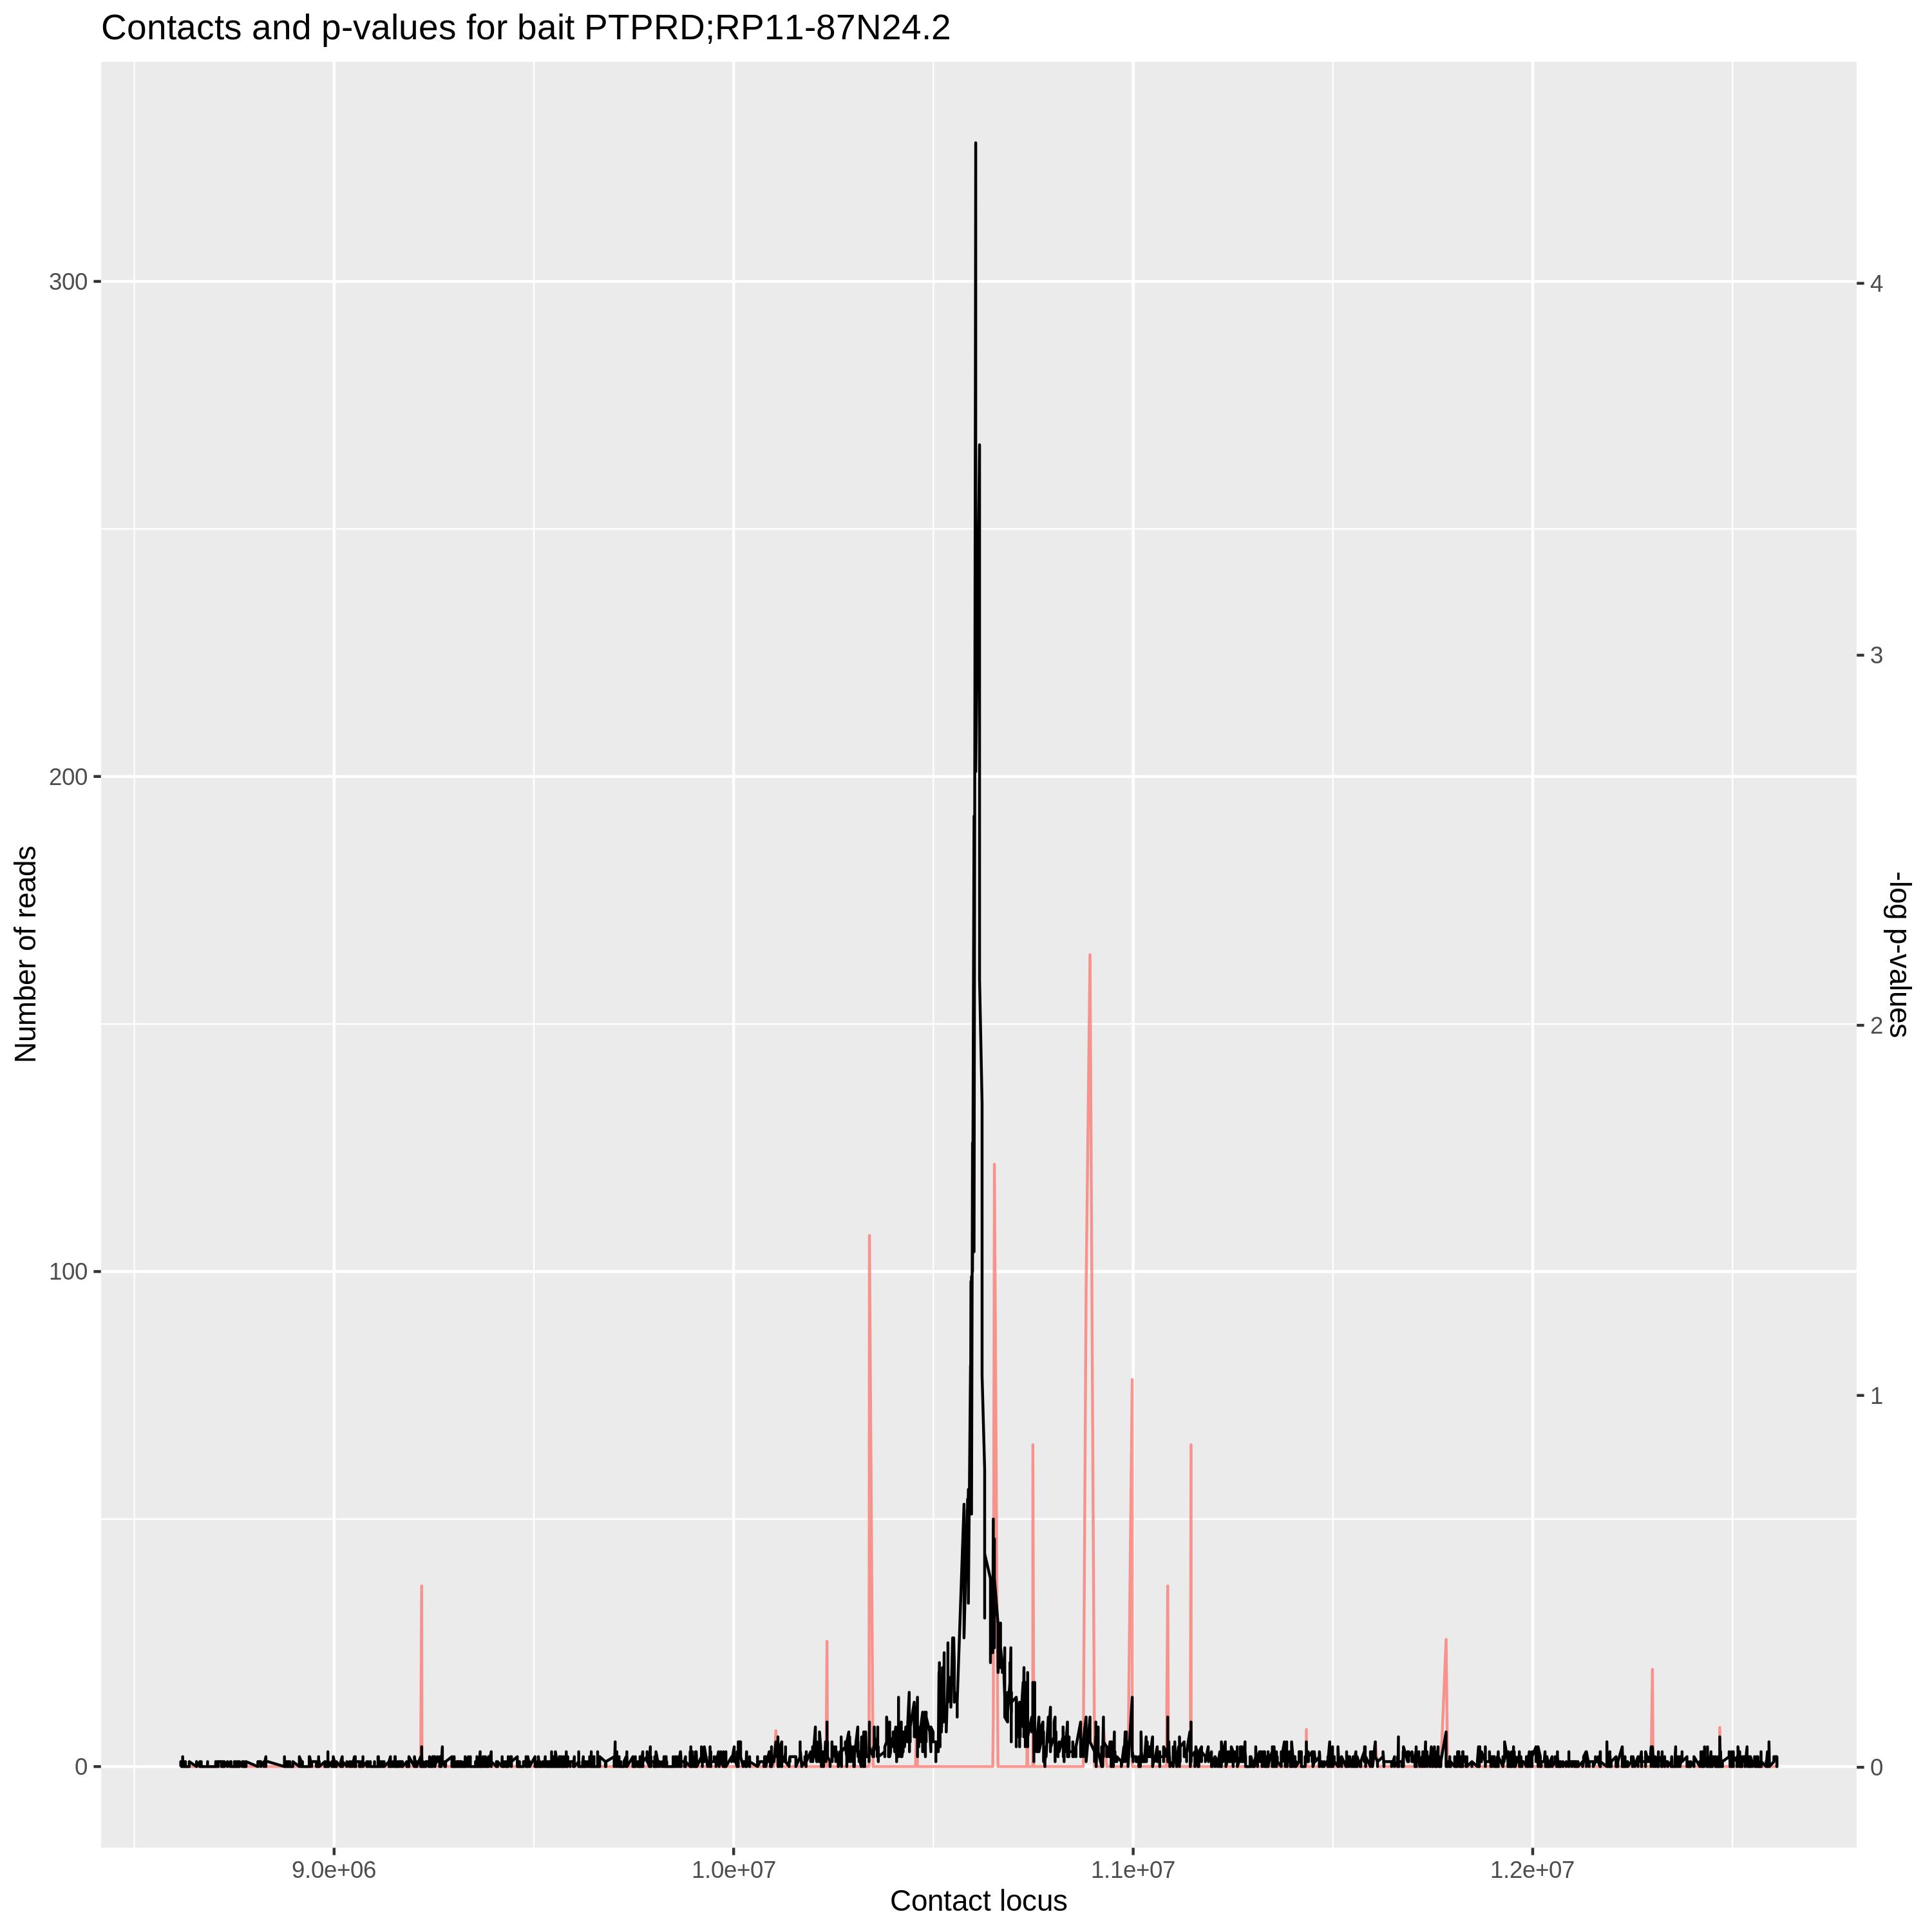 Contacts and p-values for bait PTPRD;RP11-87N24.2
300
200
100
0
Number of reads
4
3
2
1
0
-log p-values
9.0e+06
1.0e+07
1.1e+07
1.2e+07
Contact locus